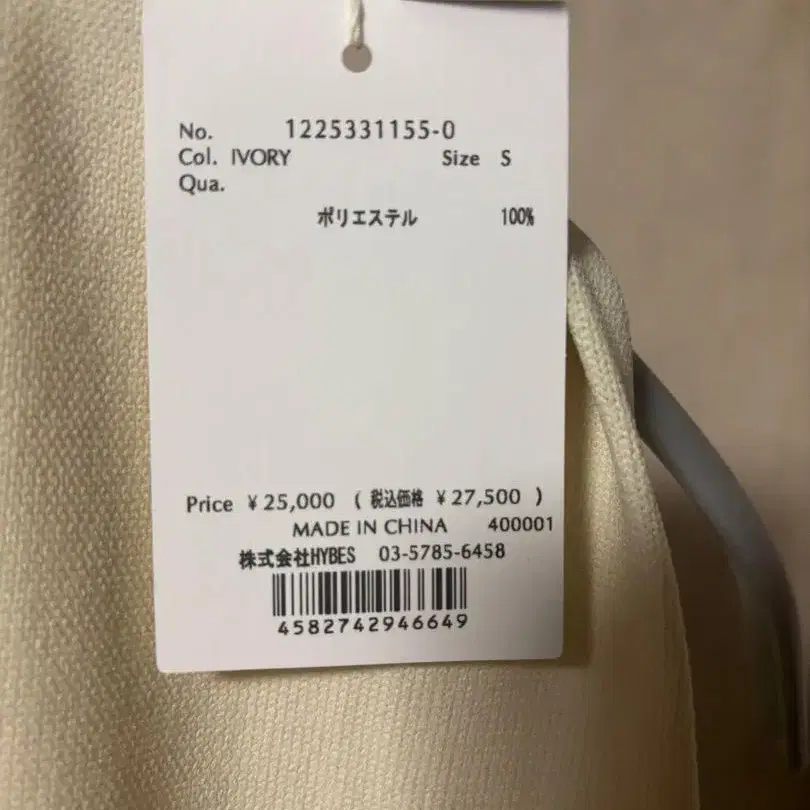 No. 1225331155-0
Col. IVORY Size S
Qua.
ポリエステル 100%
Price ¥25,000 ( 税込価格 ¥27,500 )
MADE IN CHINA 400001
株式会社HYBES 03-5785-6458
4582742946649